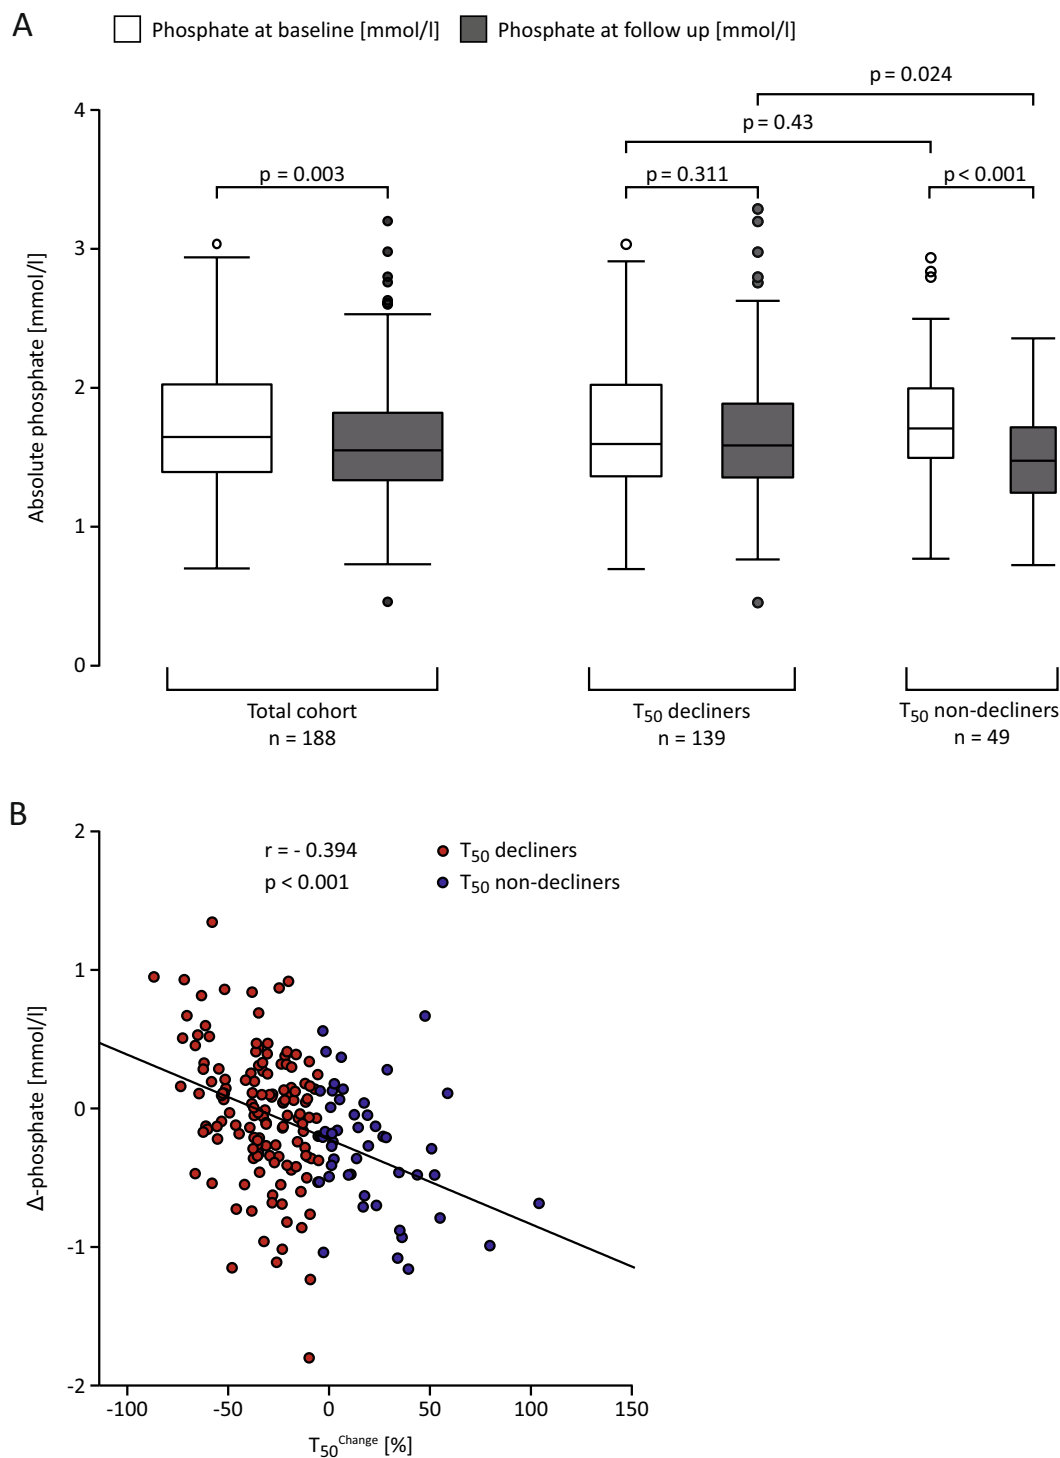 A
Phosphate at baseline [mmol/l] Phosphate at follow up [mmol/l]
p = 0.024
p = 0.43
p = 0.003 p = 0.311 p < 0.001
Absolute phosphate [mmol/l]
4
3
2
1
0
Total cohort
n = 188
T50 decliners
n = 139
T50 non-decliners
n = 49
B
r = - 0.394
p < 0.001
T50 decliners
T50 non-decliners
Δ-phosphate [mmol/l]
2
1
0
-1
-2
-100 -50 0 50 100 150
T50 Change [%]